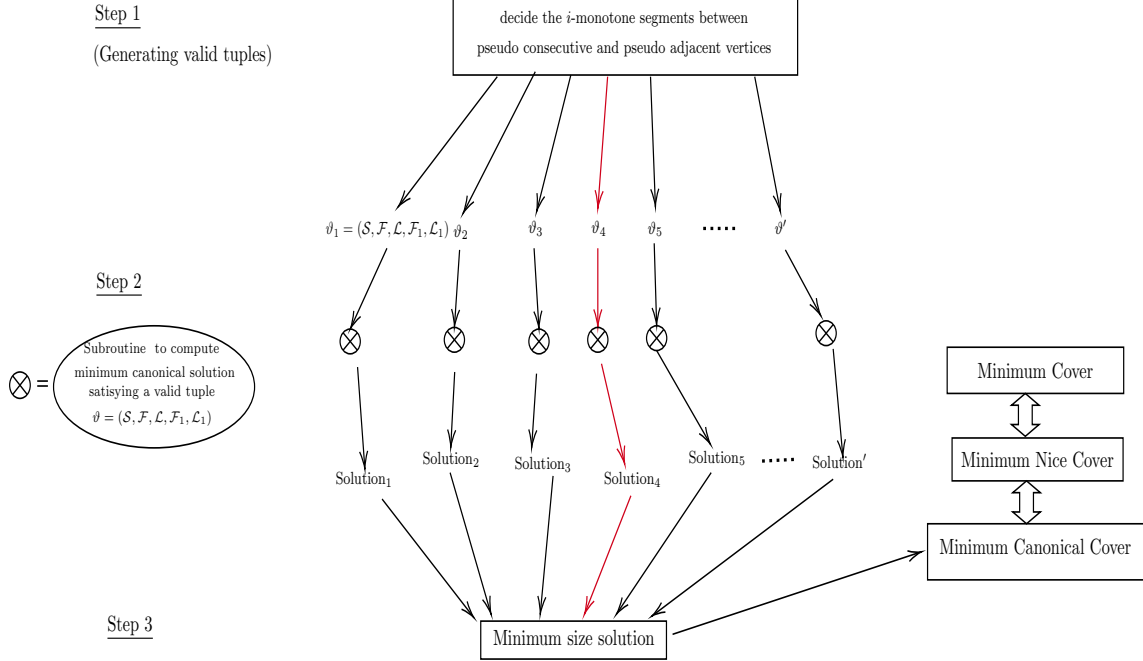 Step 1
(Generating valid tuples)
decide the i-monotone segments between
pseudo consecutive and pseudo adjacent vertices
ϑ₁ = (𝒮, ℱ, ℒ, ℱ₁, ℒ₁) ϑ₂ ϑ₃ ϑ₄ ϑ₅ ..... ϑ′
Step 2
=
Subroutine to compute
minimum canonical solution
satisying a valid tuple
ϑ = (𝒮, ℱ, ℒ, ℱ₁, ℒ₁)
Solution₁ Solution₂ Solution₃ Solution₄ Solution₅ ..... Solution′
Minimum Cover
Minimum Nice Cover
Minimum Canonical Cover
Step 3
Minimum size solution